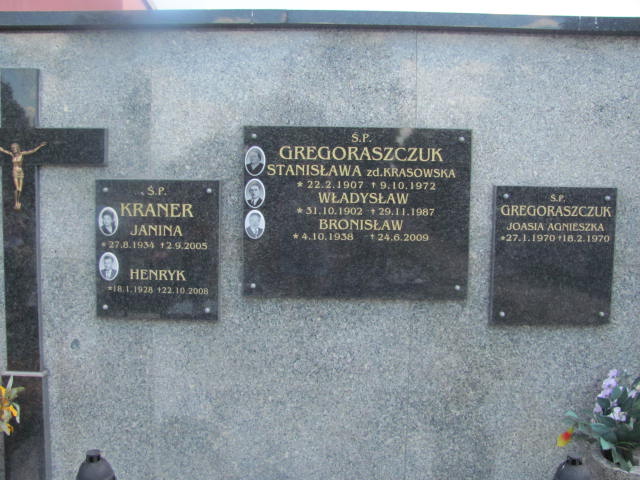 Ś.P.
KRANER
JANINA
*27.8.1934 †2.9.2005
HENRYK
*18.1.1928 †22.10.2008
Ś.P.
GREGORASZCZUK
STANISŁAWA zd.KRASOWSKA
*22.2.1907 †9.10.1972
WŁADYSŁAW
*31.10.1902 †29.11.1987
BRONISŁAW
*4.10.1938 †24.6.2009
Ś.P.
GREGORASZCZUK
JOASIA AGNIESZKA
*27.1.1970 †18.2.1970